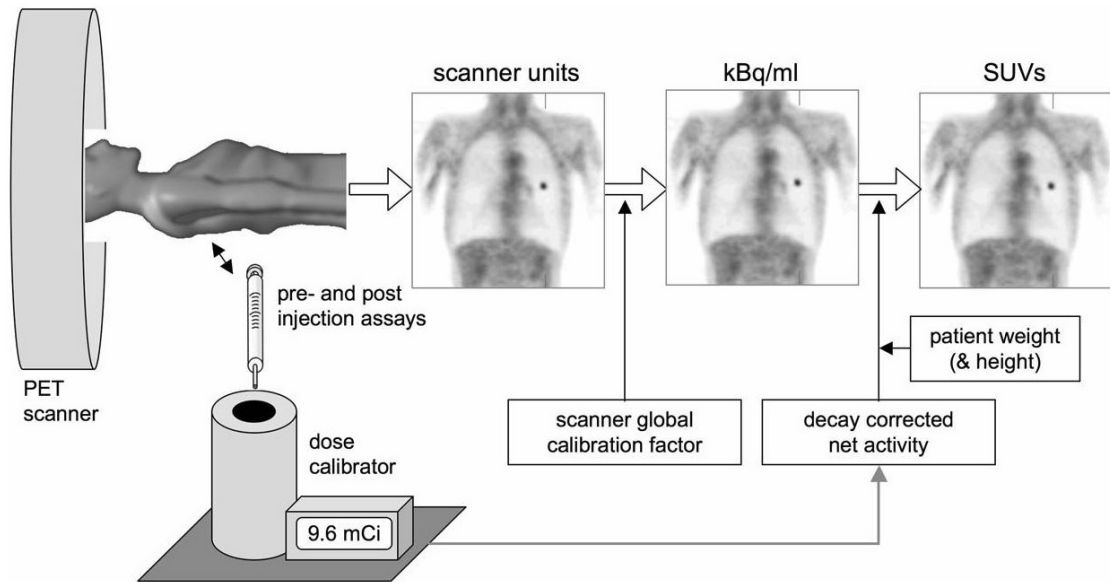 scanner units
kBq/ml
SUVs
pre- and post
injection assays
PET
scanner
dose
calibrator
9.6 mCi
scanner global
calibration factor
patient weight
(& height)
decay corrected
net activity